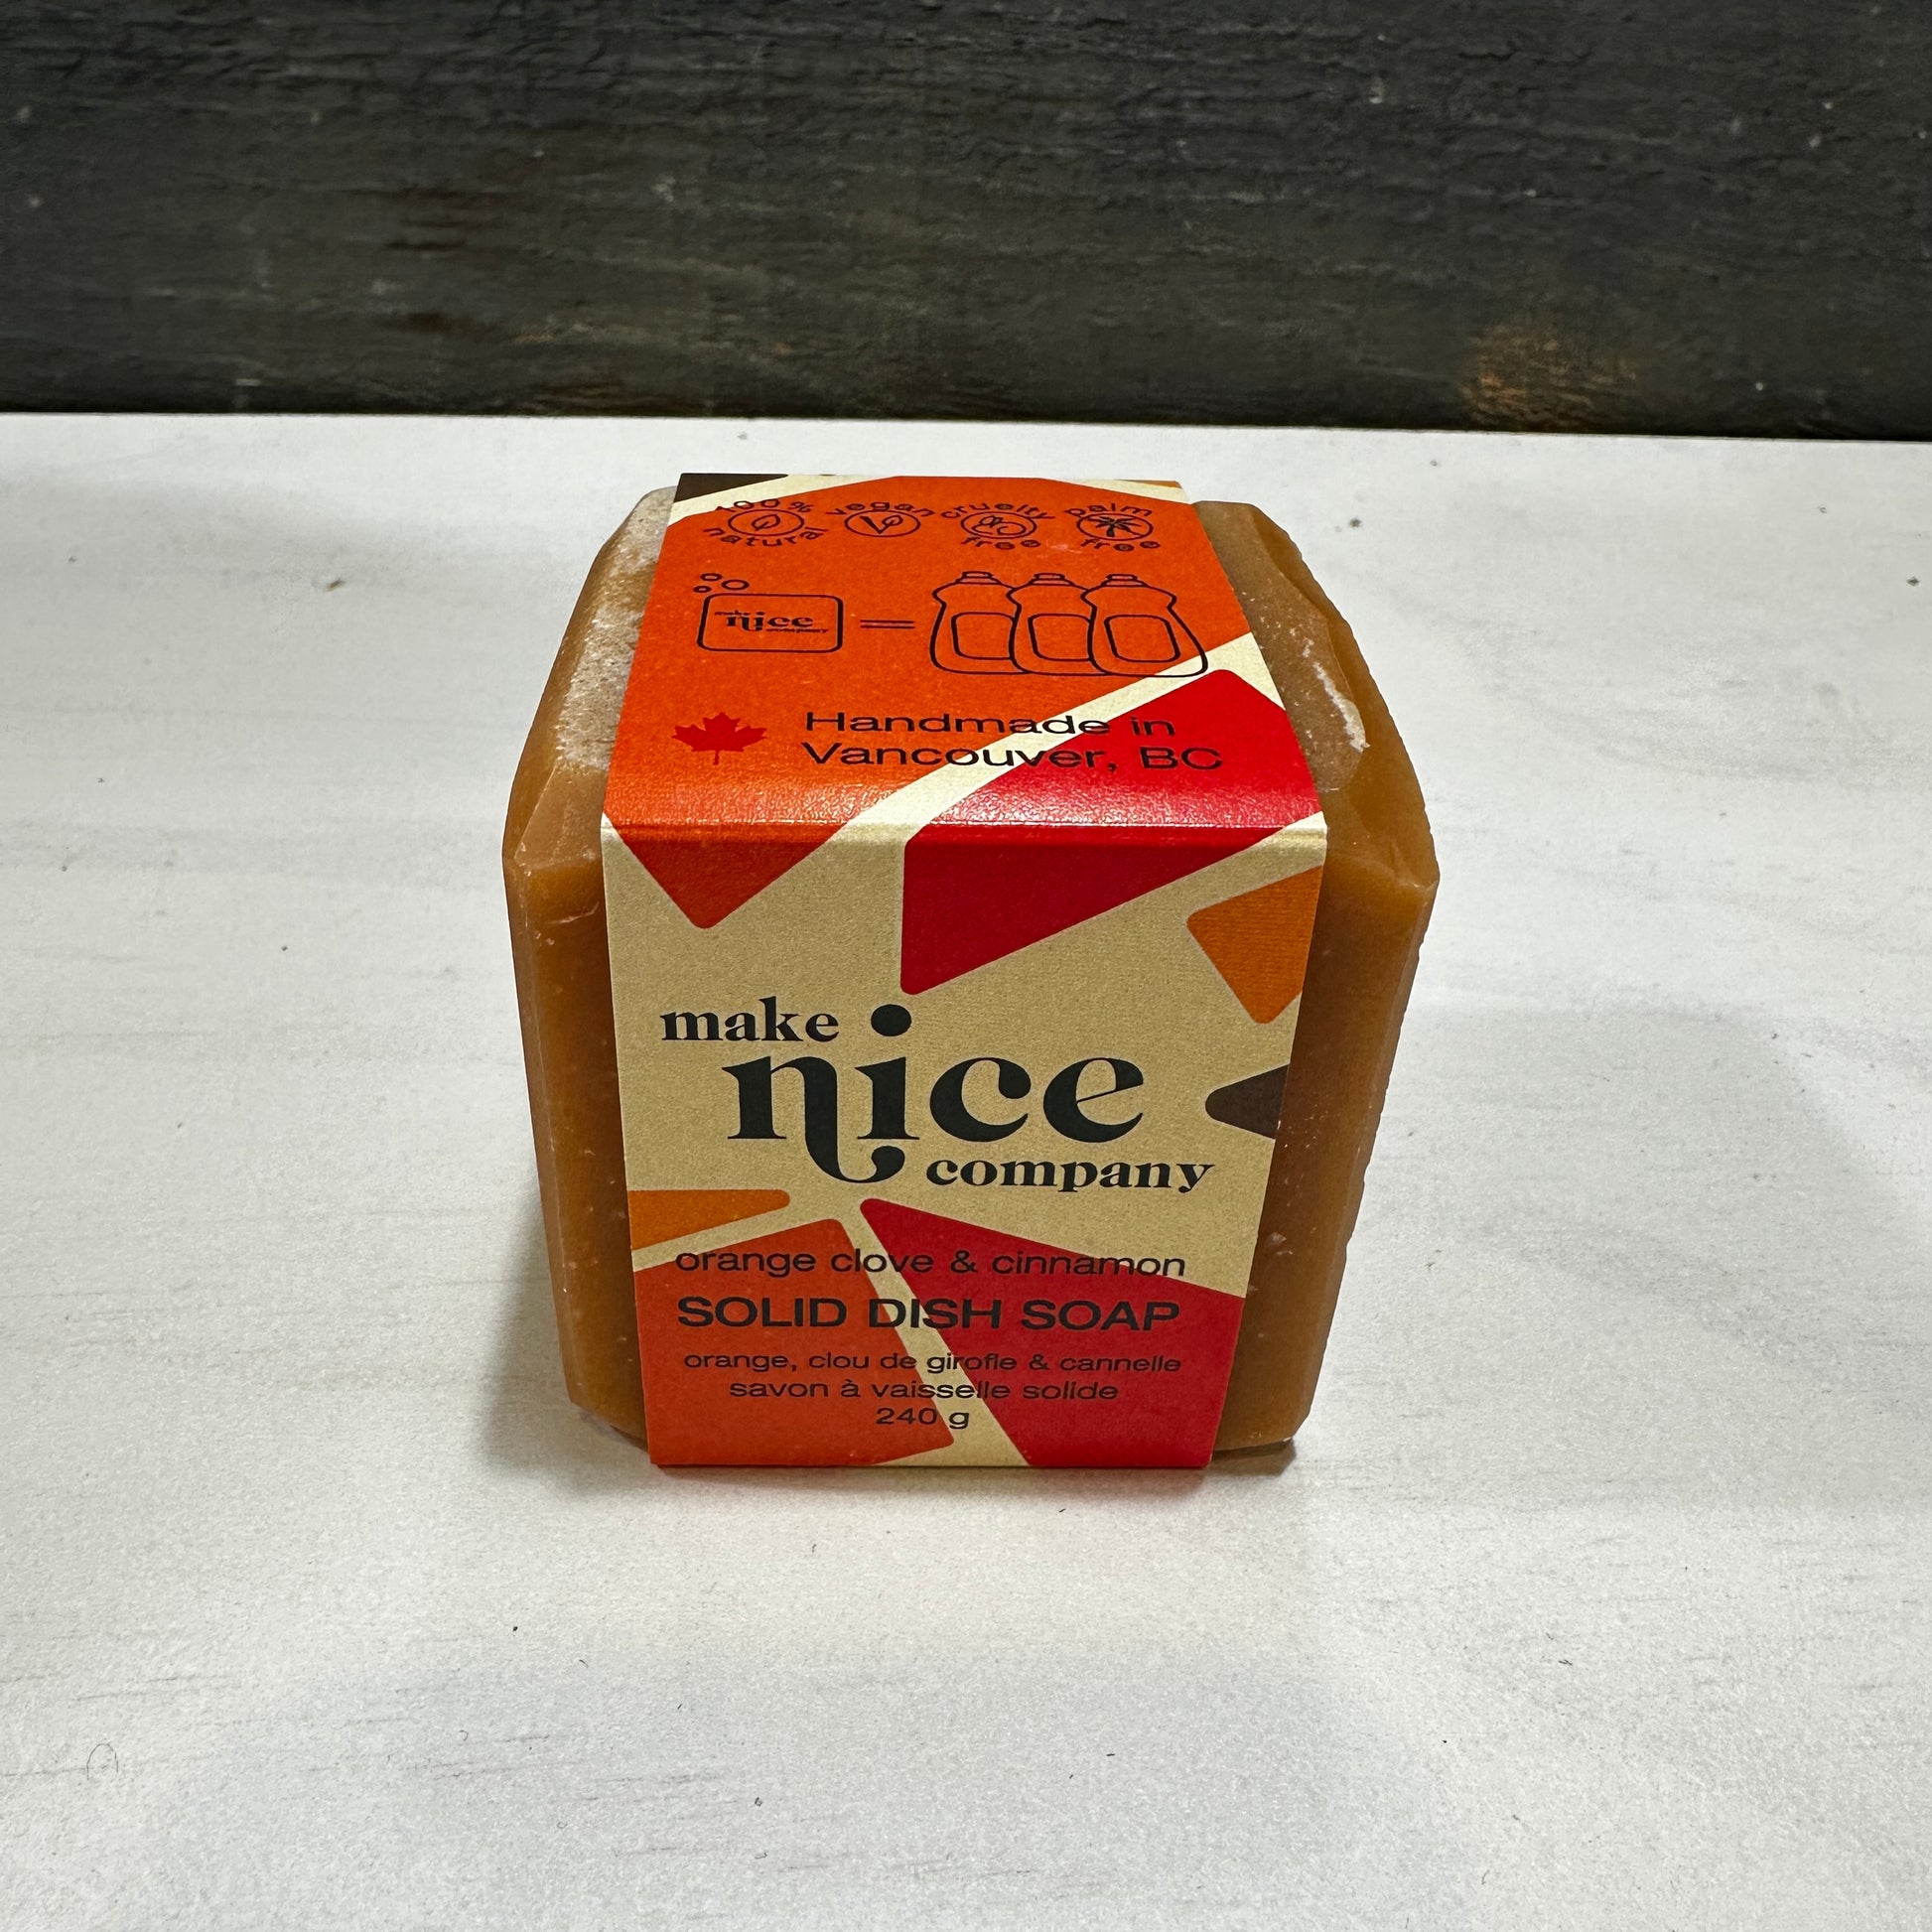 100% natural
vegan
cruelty free
palm free
make nice company
Handmade in
Vancouver, BC
make
nice
company
orange clove & cinnamon
SOLID DISH SOAP
orange, clou de girofle & cannelle
savon à vaisselle solide
240 g